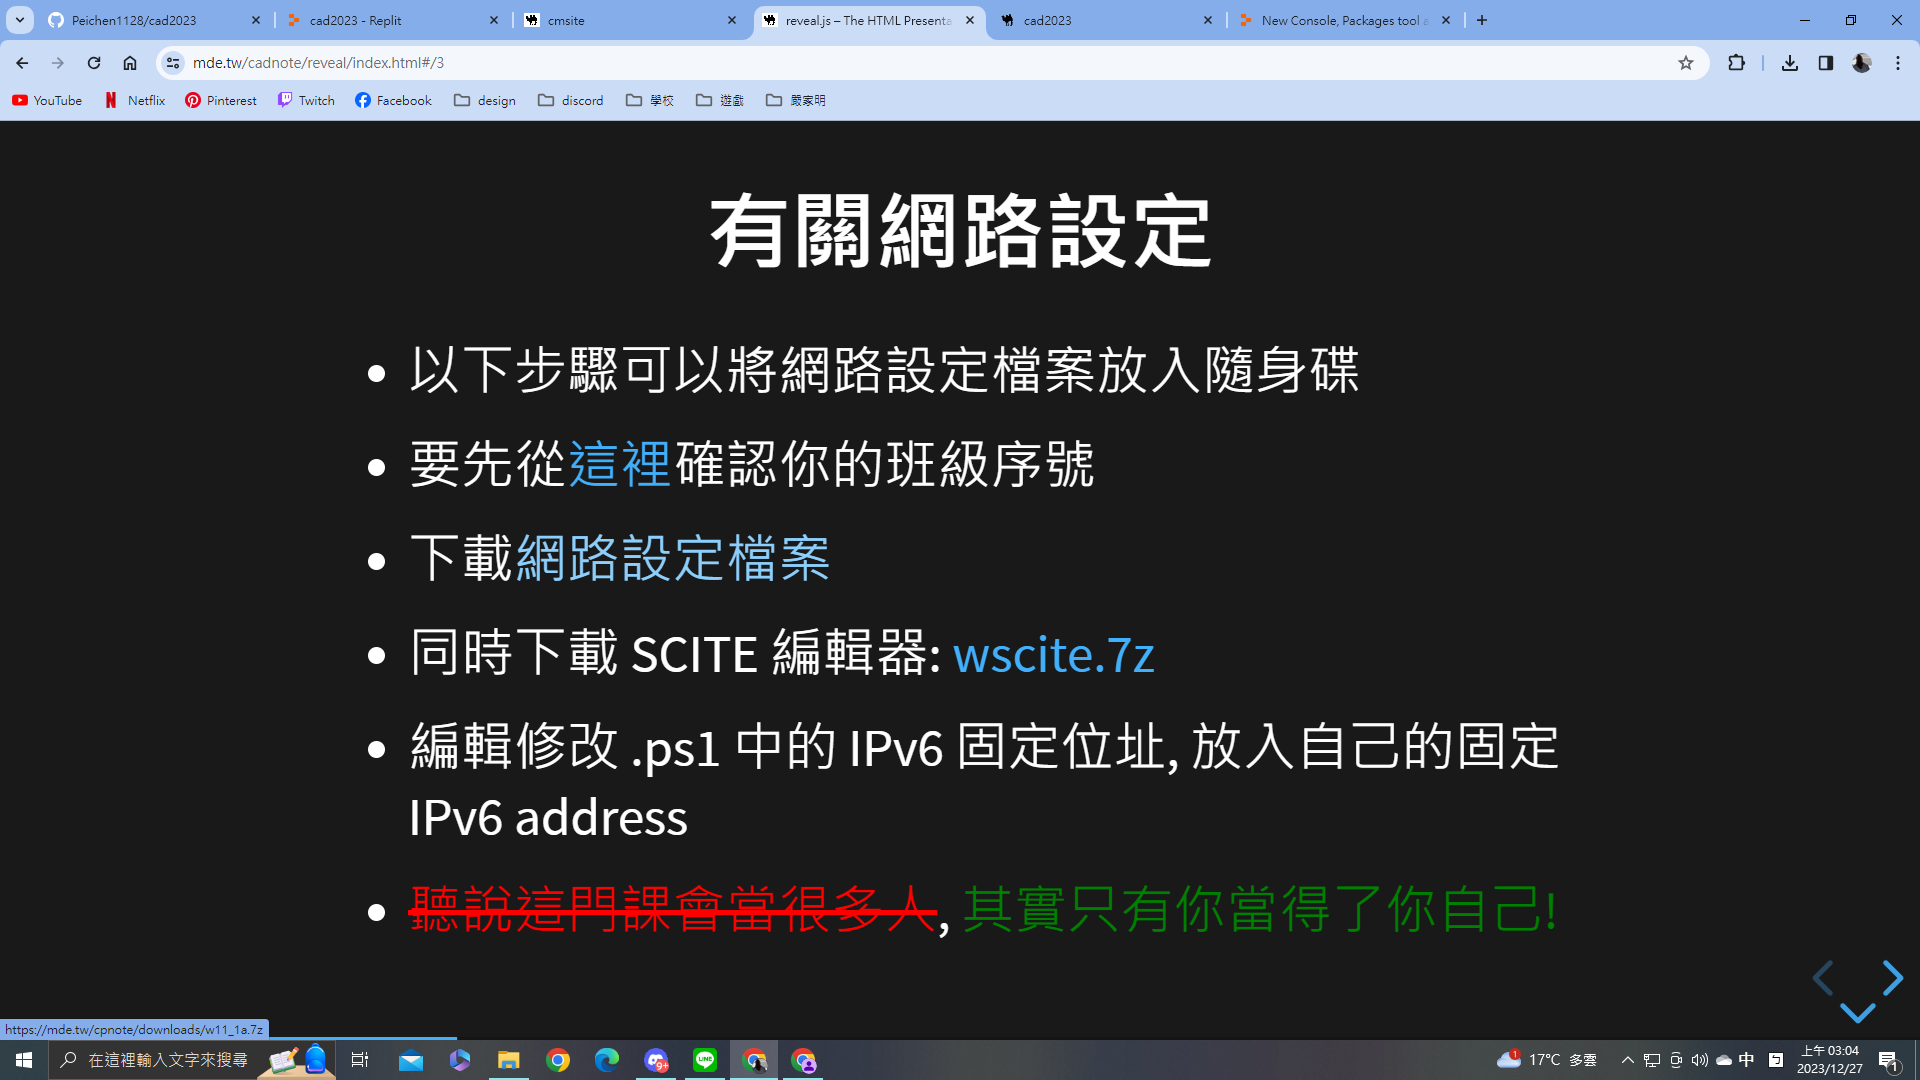 Peichen1128/cad2023
cad2023 - Replit
cmsite
reveal.js – The HTML Presenta
cad2023
New Console, Packages tool a
mde.tw/cadnote/reveal/index.html#/3
YouTube
Netflix
Pinterest
Twitch
Facebook
design
discord
學校
遊戲
嚴家明
有關網路設定
以下步驟可以將網路設定檔案放入隨身碟
要先從這裡確認你的班級序號
下載網路設定檔案
同時下載 SCITE 編輯器: wscite.7z
編輯修改 .ps1 中的 IPv6 固定位址, 放入自己的固定
IPv6 address
聽說這門課會當很多人, 其實只有你當得了你自己!
https://mde.tw/cpnote/downloads/w11_1a.7z
在這裡輸入文字來搜尋
9+
LINE
1
17°C 多雲
中
上午 03:04
2023/12/27
1